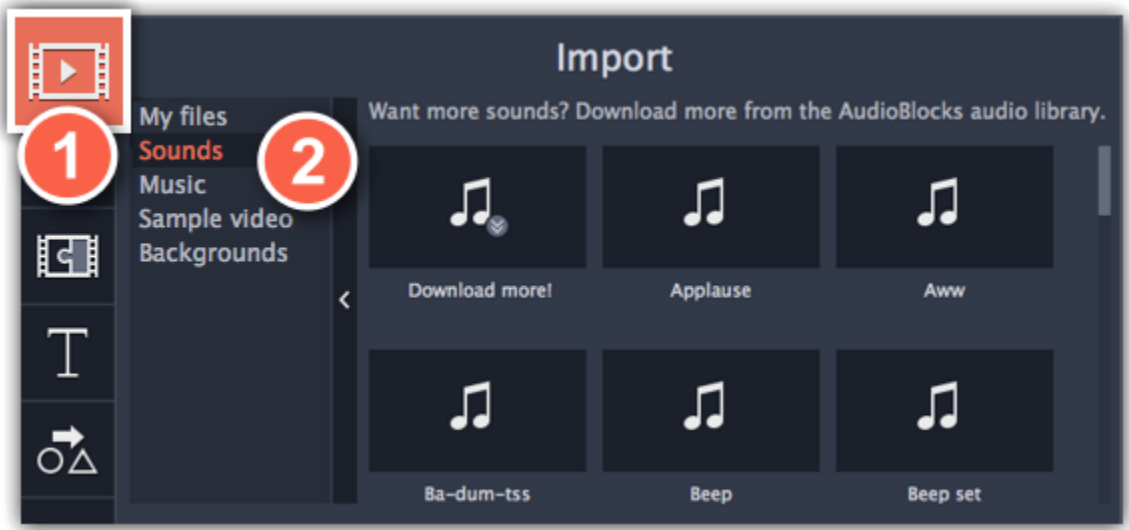 Import
1
My files
Sounds
2
Music
Sample video
Backgrounds
Want more sounds? Download more from the AudioBlocks audio library.
Download more!
Applause
Aww
Ba-dum-tss
Beep
Beep set
T